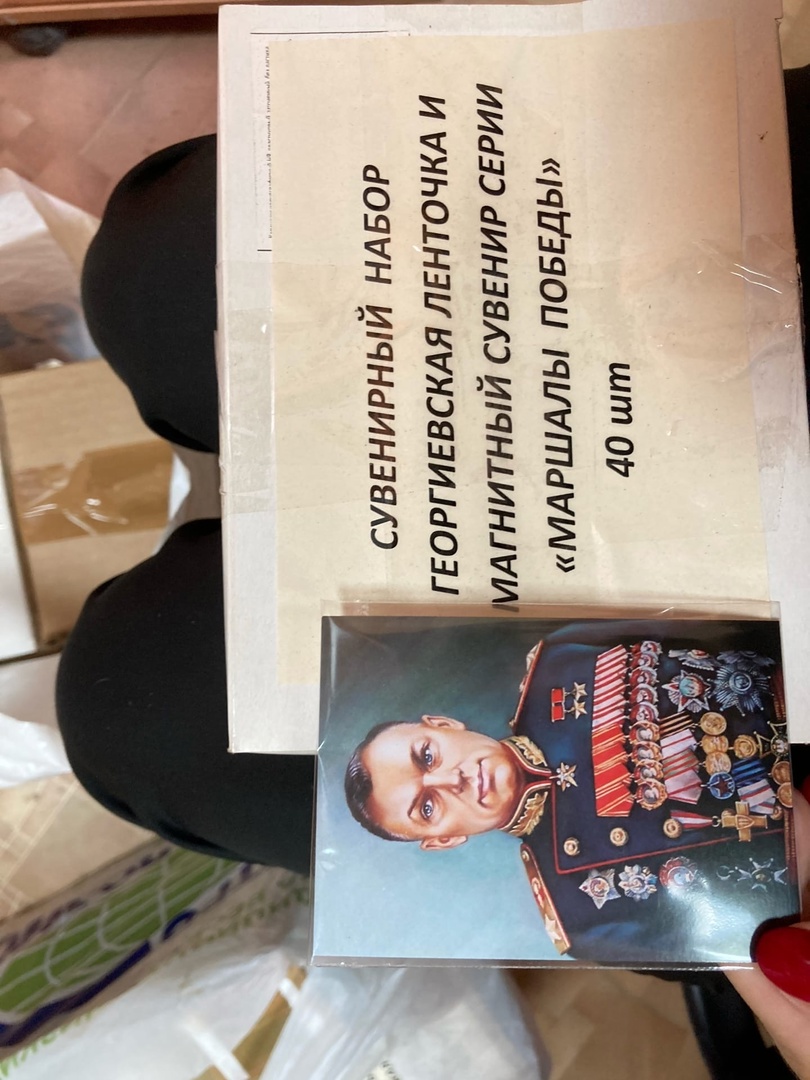 СУВЕНИРНЫЙ НАБОР
ГЕОРГИЕВСКАЯ ЛЕНТОЧКА И
МАГНИТНЫЙ СУВЕНИР СЕРИИ
«МАРШАЛЫ ПОБЕДЫ»
40 шт